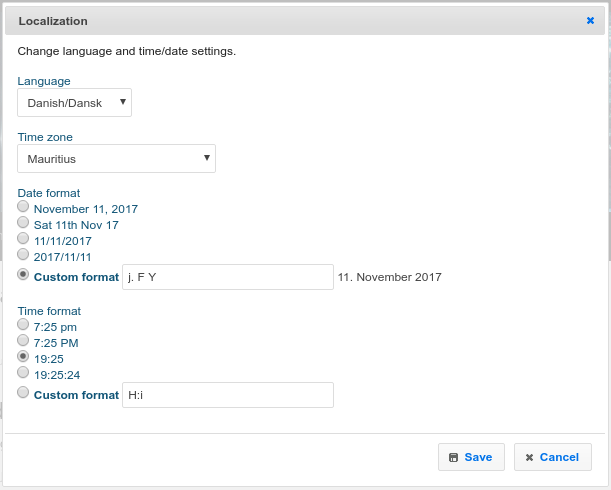 Localization
Change language and time/date settings.
Language
Danish/Dansk
Time zone
Mauritius
Date format
November 11, 2017
Sat 11th Nov 17
11/11/2017
2017/11/11
Custom format j. F Y 11. November 2017
Time format
7:25 pm
7:25 PM
19:25
19:25:24
Custom format H:i
Save Cancel